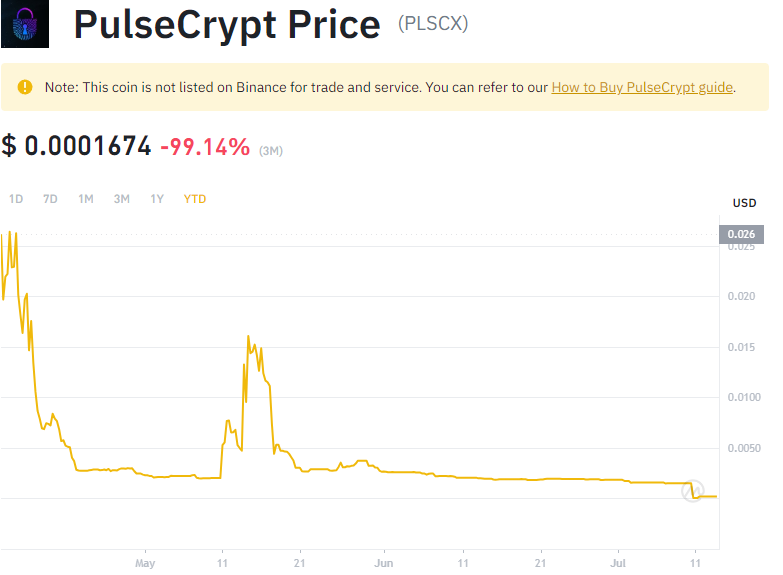 PulseCrypt Price (PLSCX)
Note: This coin is not listed on Binance for trade and service. You can refer to our How to Buy PulseCrypt guide.
$ 0.0001674 -99.14% (3M)
1D 7D 1M 3M 1Y YTD
USD
0.026
0.025
0.020
0.015
0.0100
0.0050
May 11 21 Jun 11 21 Jul 11